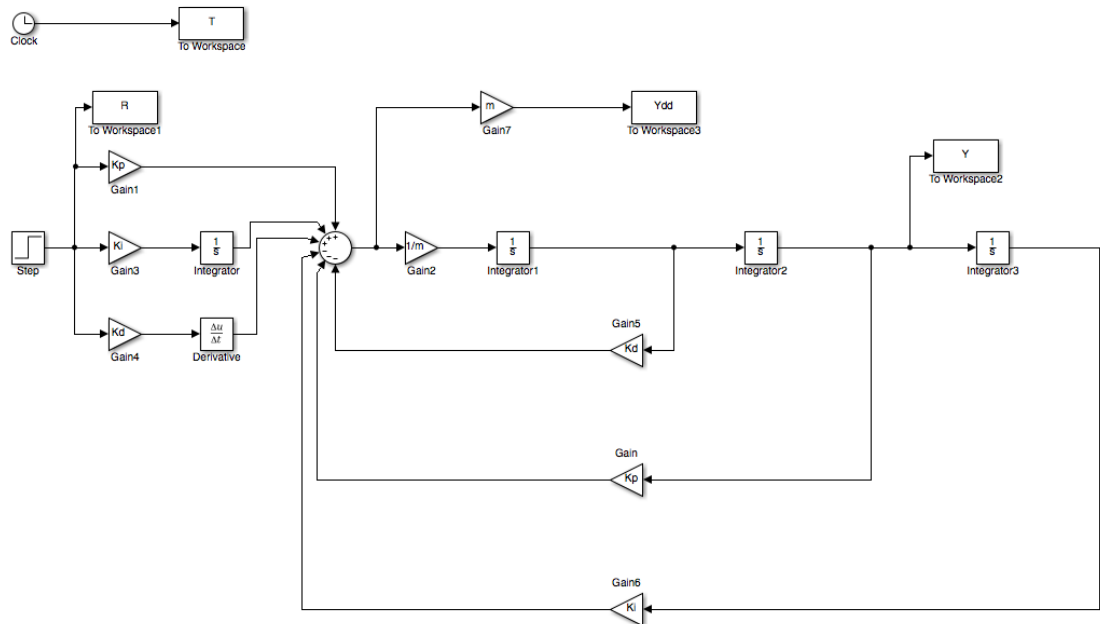 T
Clock
To Workspace
R
To Workspace1
m
Gain7
Ydd
To Workspace3
Y
To Workspace2
Kp
Gain1
Step
Ki
Gain3
1
s
Integrator
++
+
+
-
--
1/m
Gain2
1
s
Integrator1
1
s
Integrator2
1
s
Integrator3
Kd
Gain4
Δu
Δt
Derivative
Gain5
Kd
Gain
Kp
Gain6
Ki